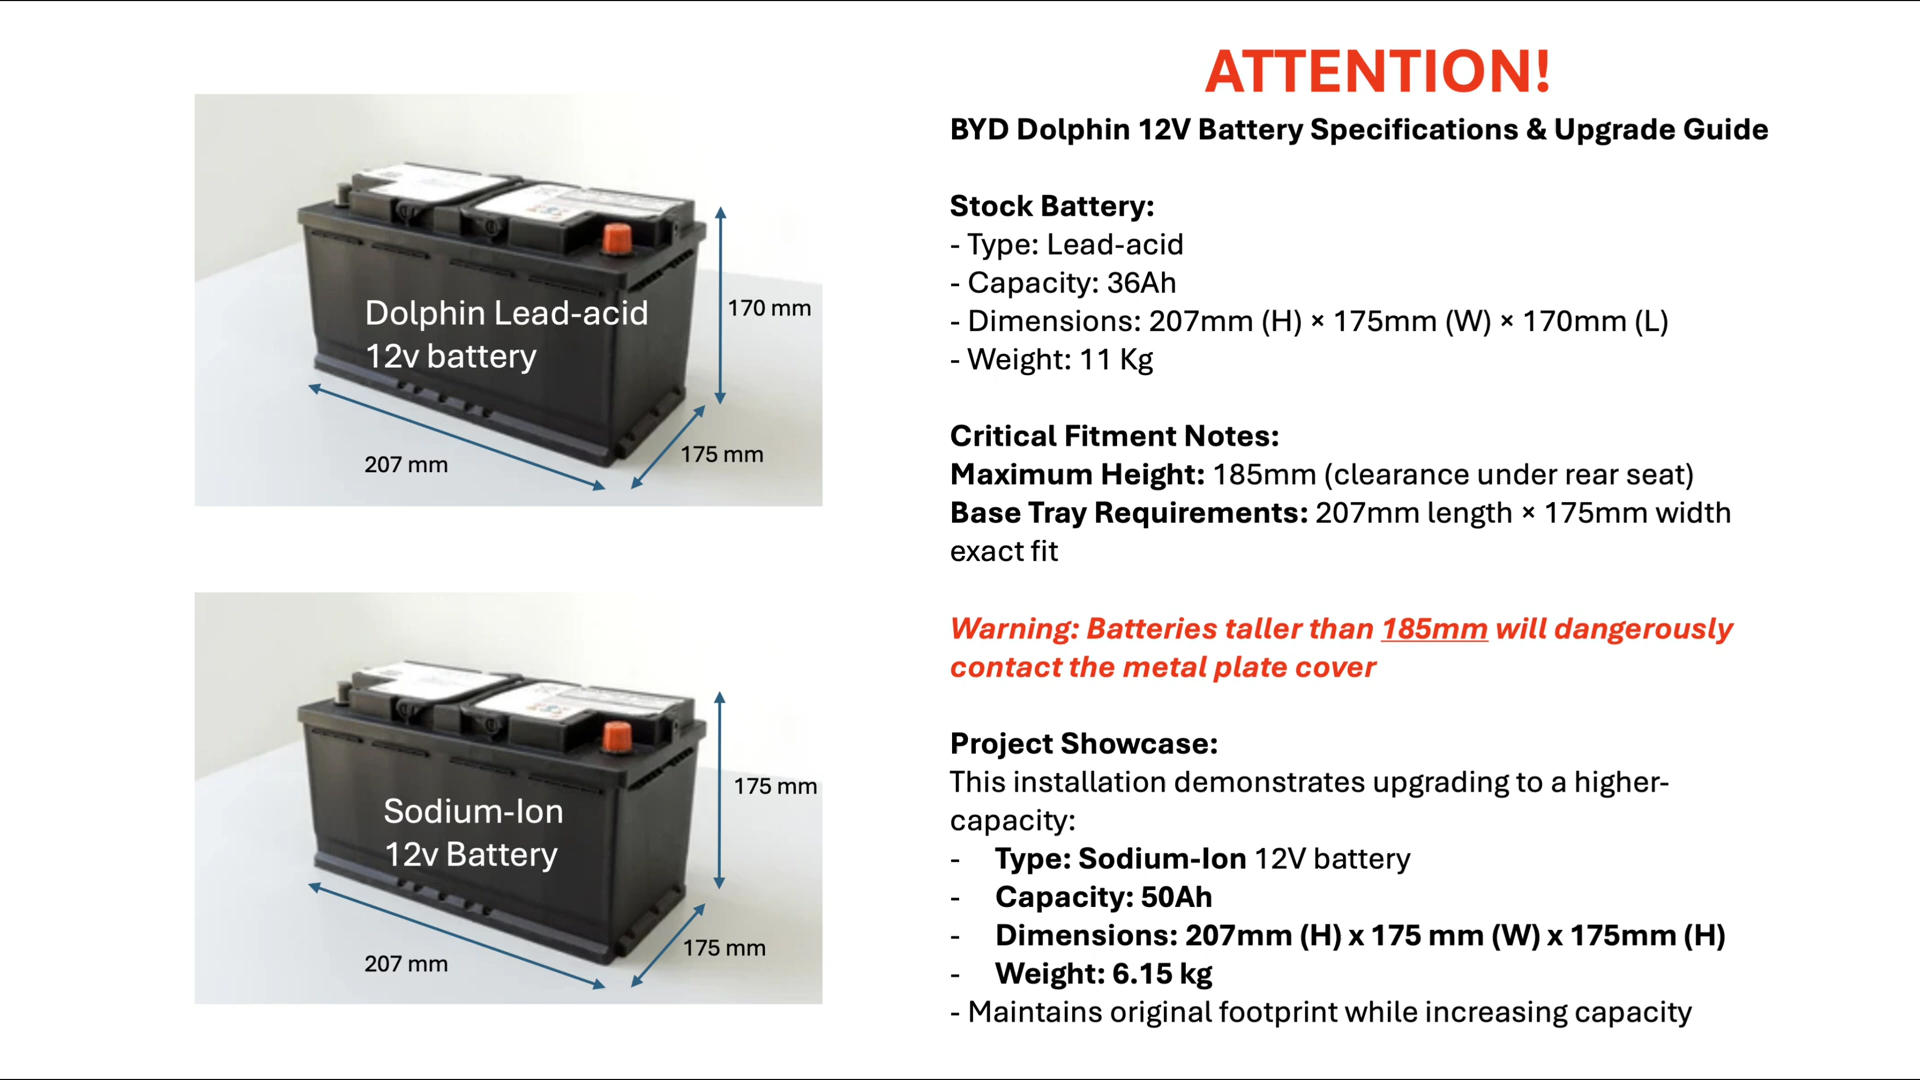 ATTENTION!
BYD Dolphin 12V Battery Specifications & Upgrade Guide
Stock Battery:
- Type: Lead-acid
- Capacity: 36Ah
- Dimensions: 207mm (H) × 175mm (W) × 170mm (L)
- Weight: 11 Kg
Critical Fitment Notes:
Maximum Height: 185mm (clearance under rear seat)
Base Tray Requirements: 207mm length × 175mm width
exact fit
Warning: Batteries taller than 185mm will dangerously
contact the metal plate cover
Project Showcase:
This installation demonstrates upgrading to a higher-
capacity:
- Type: Sodium-Ion 12V battery
- Capacity: 50Ah
- Dimensions: 207mm (H) x 175 mm (W) x 175mm (H)
- Weight: 6.15 kg
- Maintains original footprint while increasing capacity
Dolphin Lead-acid
12v battery
170 mm
175 mm
207 mm
Sodium-Ion
12v Battery
175 mm
175 mm
207 mm